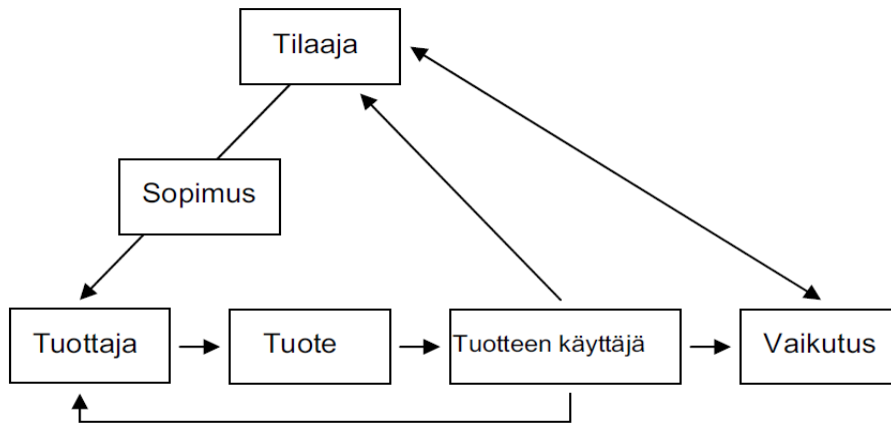 Tilaaja
Sopimus
Tuottaja
Tuote
Tuotteen käyttäjä
Vaikutus